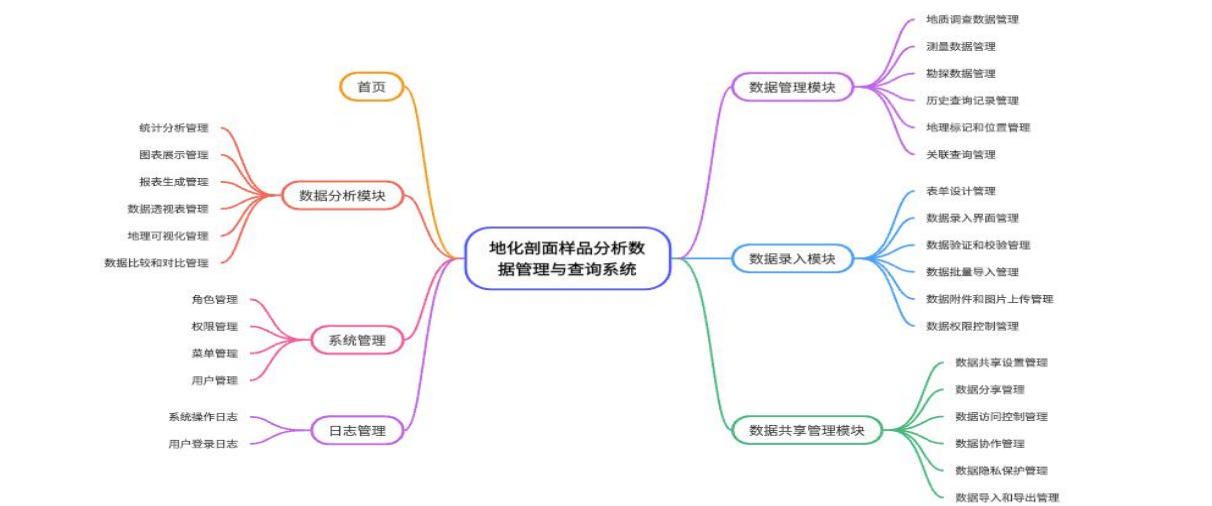 地化剖面样品分析数
据管理与查询系统
首页
数据分析模块
统计分析管理
图表展示管理
报表生成管理
数据透视表管理
地理可视化管理
数据比较和对比管理
系统管理
角色管理
权限管理
菜单管理
用户管理
日志管理
系统操作日志
用户登录日志
数据管理模块
地质调查数据管理
测量数据管理
勘探数据管理
历史查询记录管理
地理标记和位置管理
关联查询管理
数据录入模块
表单设计管理
数据录入界面管理
数据验证和校验管理
数据批量导入管理
数据附件和图片上传管理
数据权限控制管理
数据共享管理模块
数据共享设置管理
数据分享管理
数据访问控制管理
数据协作管理
数据隐私保护管理
数据导入和导出管理